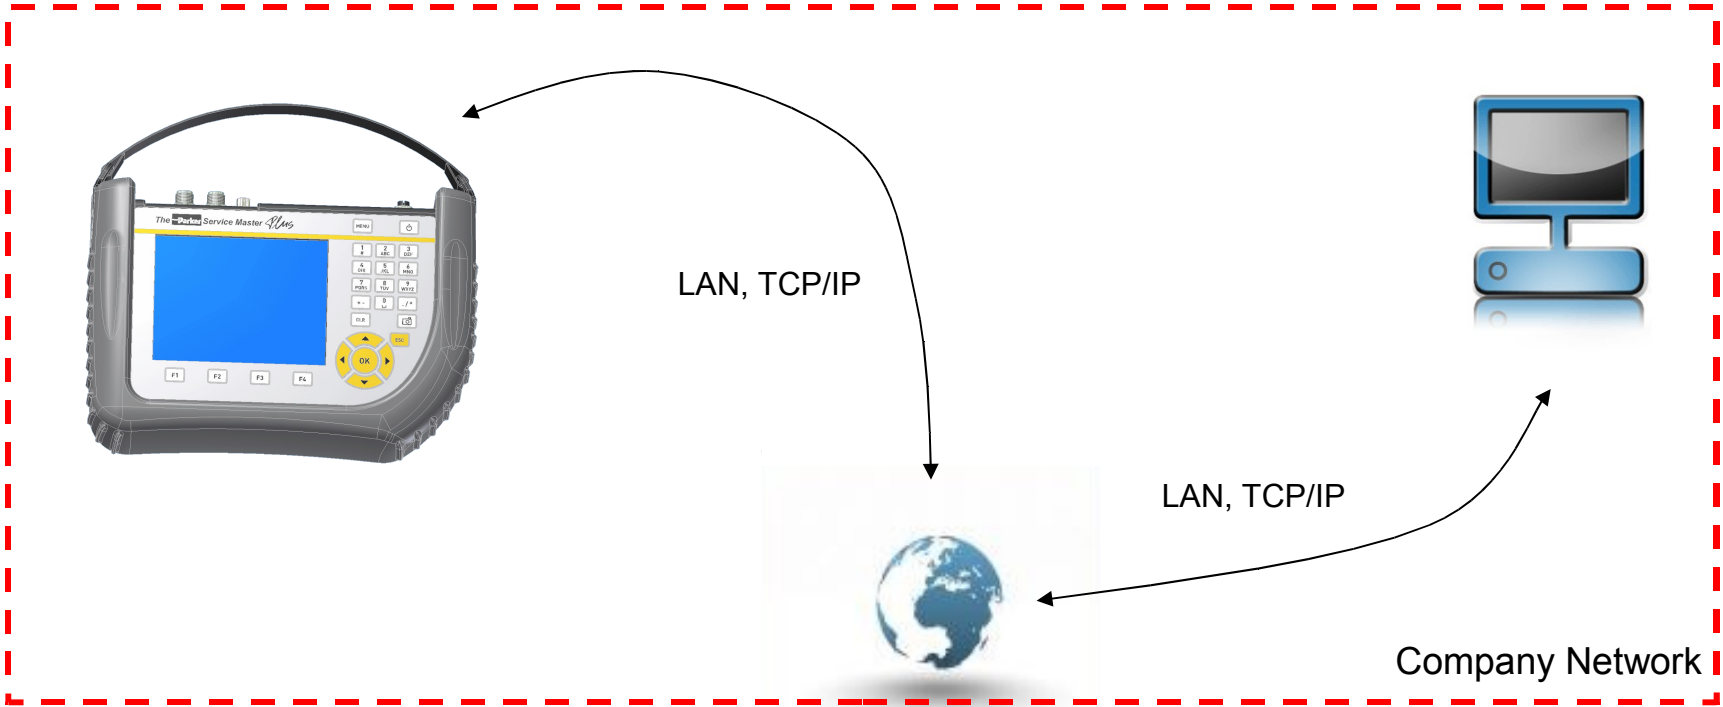 The Parker Service Master Plus
MENU
1
#
2
ABC
3
DEF
4
GHI
5
JKL
6
MNO
7
PQRS
8
TUV
9
WXYZ
+ -
0
. / *
CLR
ESC
OK
F1
F2
F3
F4
LAN, TCP/IP
LAN, TCP/IP
Company Network